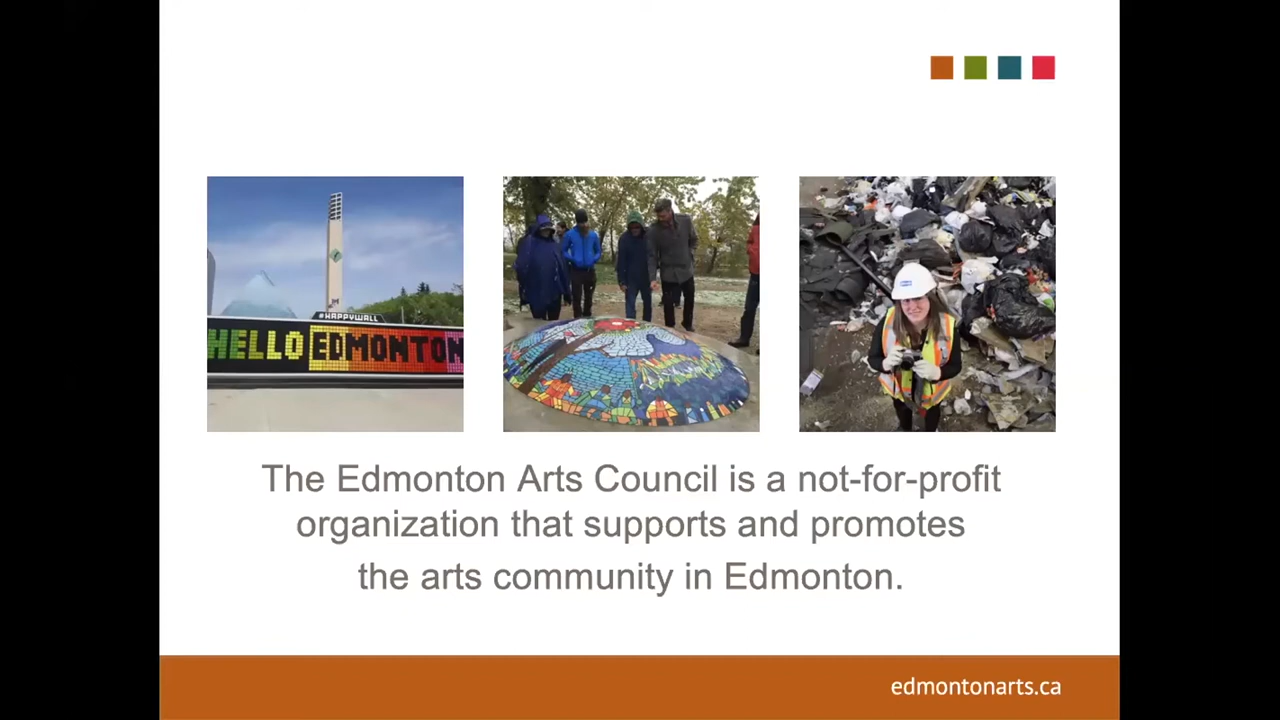 #HAPPYWALL
HELLO EDMONTON
The Edmonton Arts Council is a not-for-profit
organization that supports and promotes
the arts community in Edmonton.
edmontonarts.ca